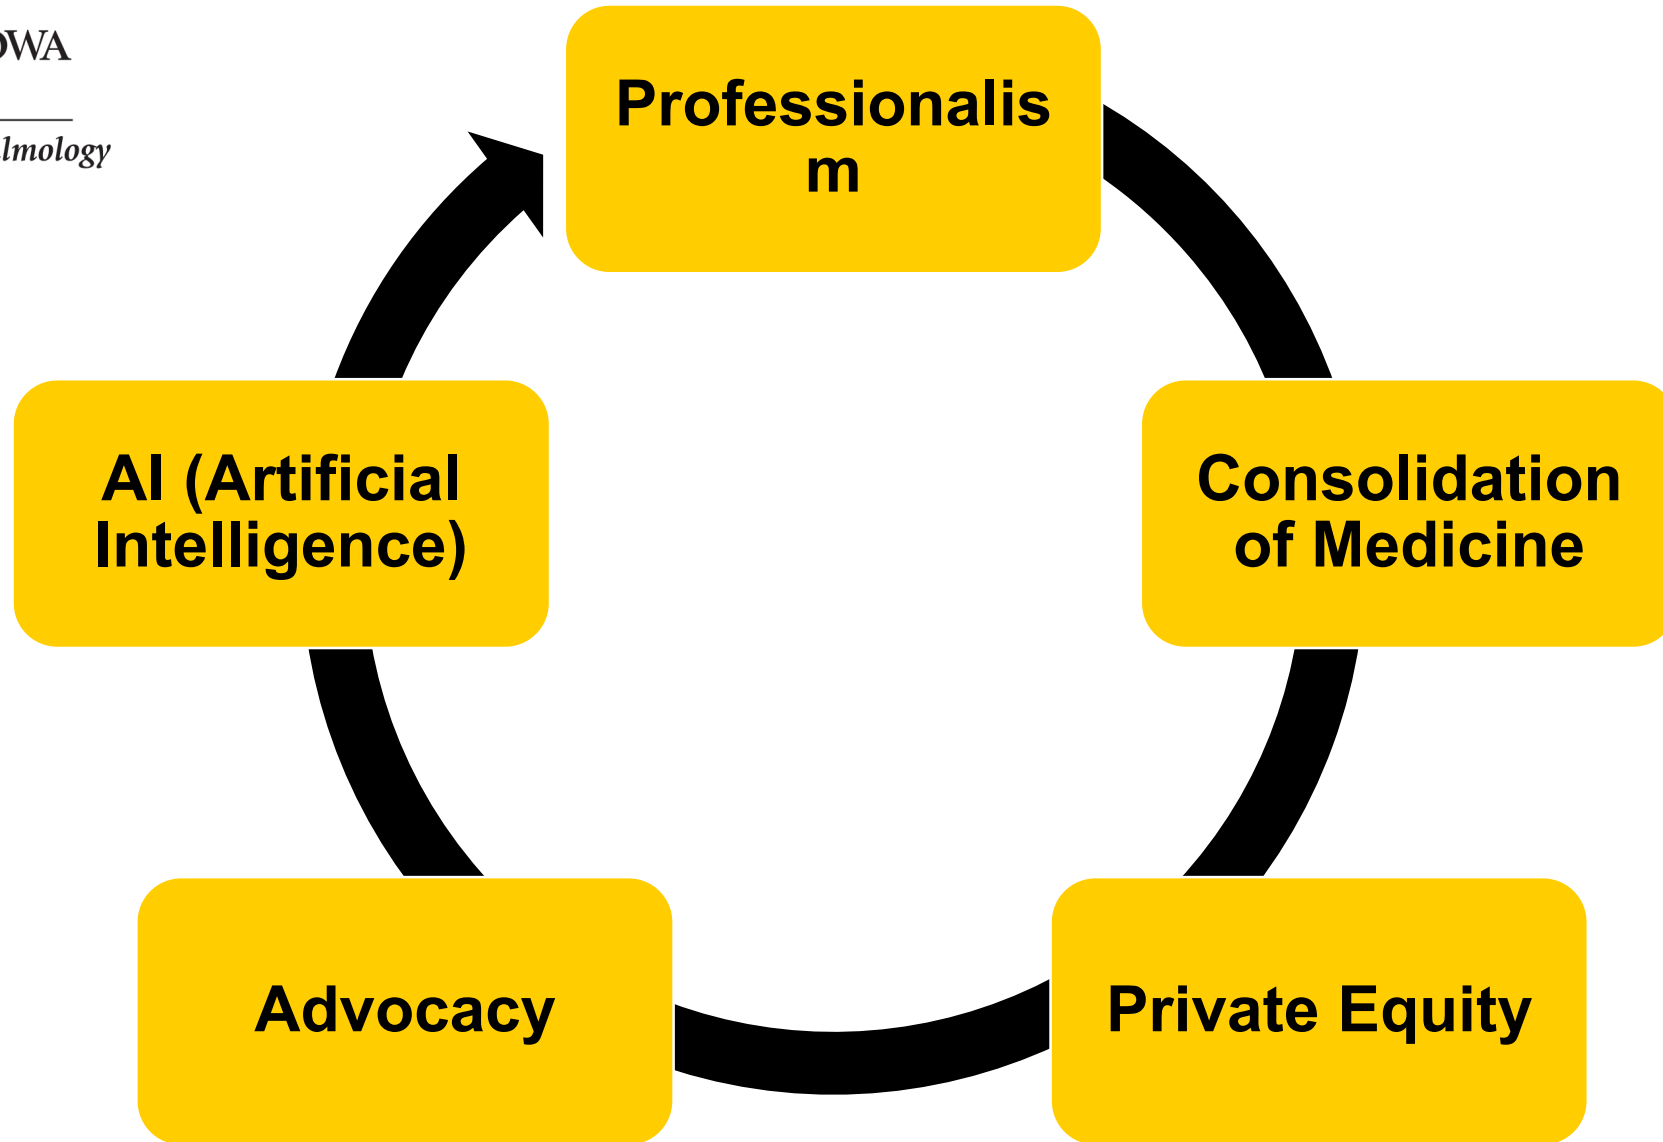 OWA
lmology
Professionalis
m
AI (Artificial
Intelligence)
Consolidation
of Medicine
Advocacy
Private Equity